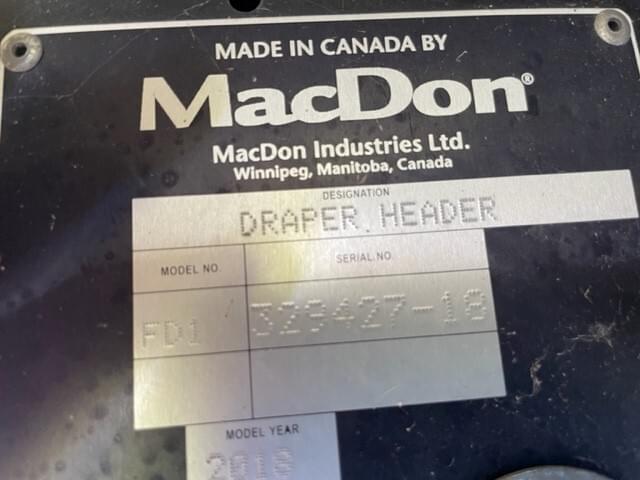 MADE IN CANADA BY
MacDon®
MacDon Industries Ltd.
Winnipeg, Manitoba, Canada
DESIGNATION
DRAPER HEADER
MODEL NO.
SERIAL NO.
FD1
329427-18
MODEL YEAR
2018